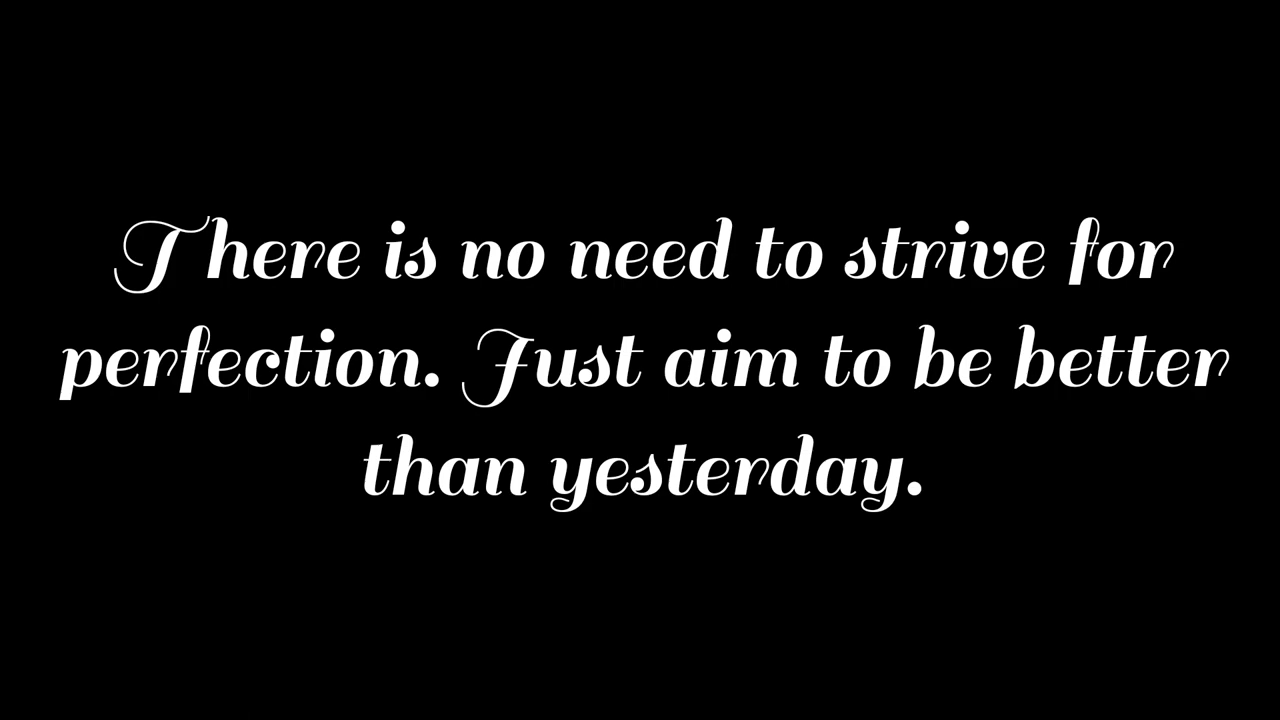 There is no need to strive for
perfection. Just aim to be better
than yesterday.